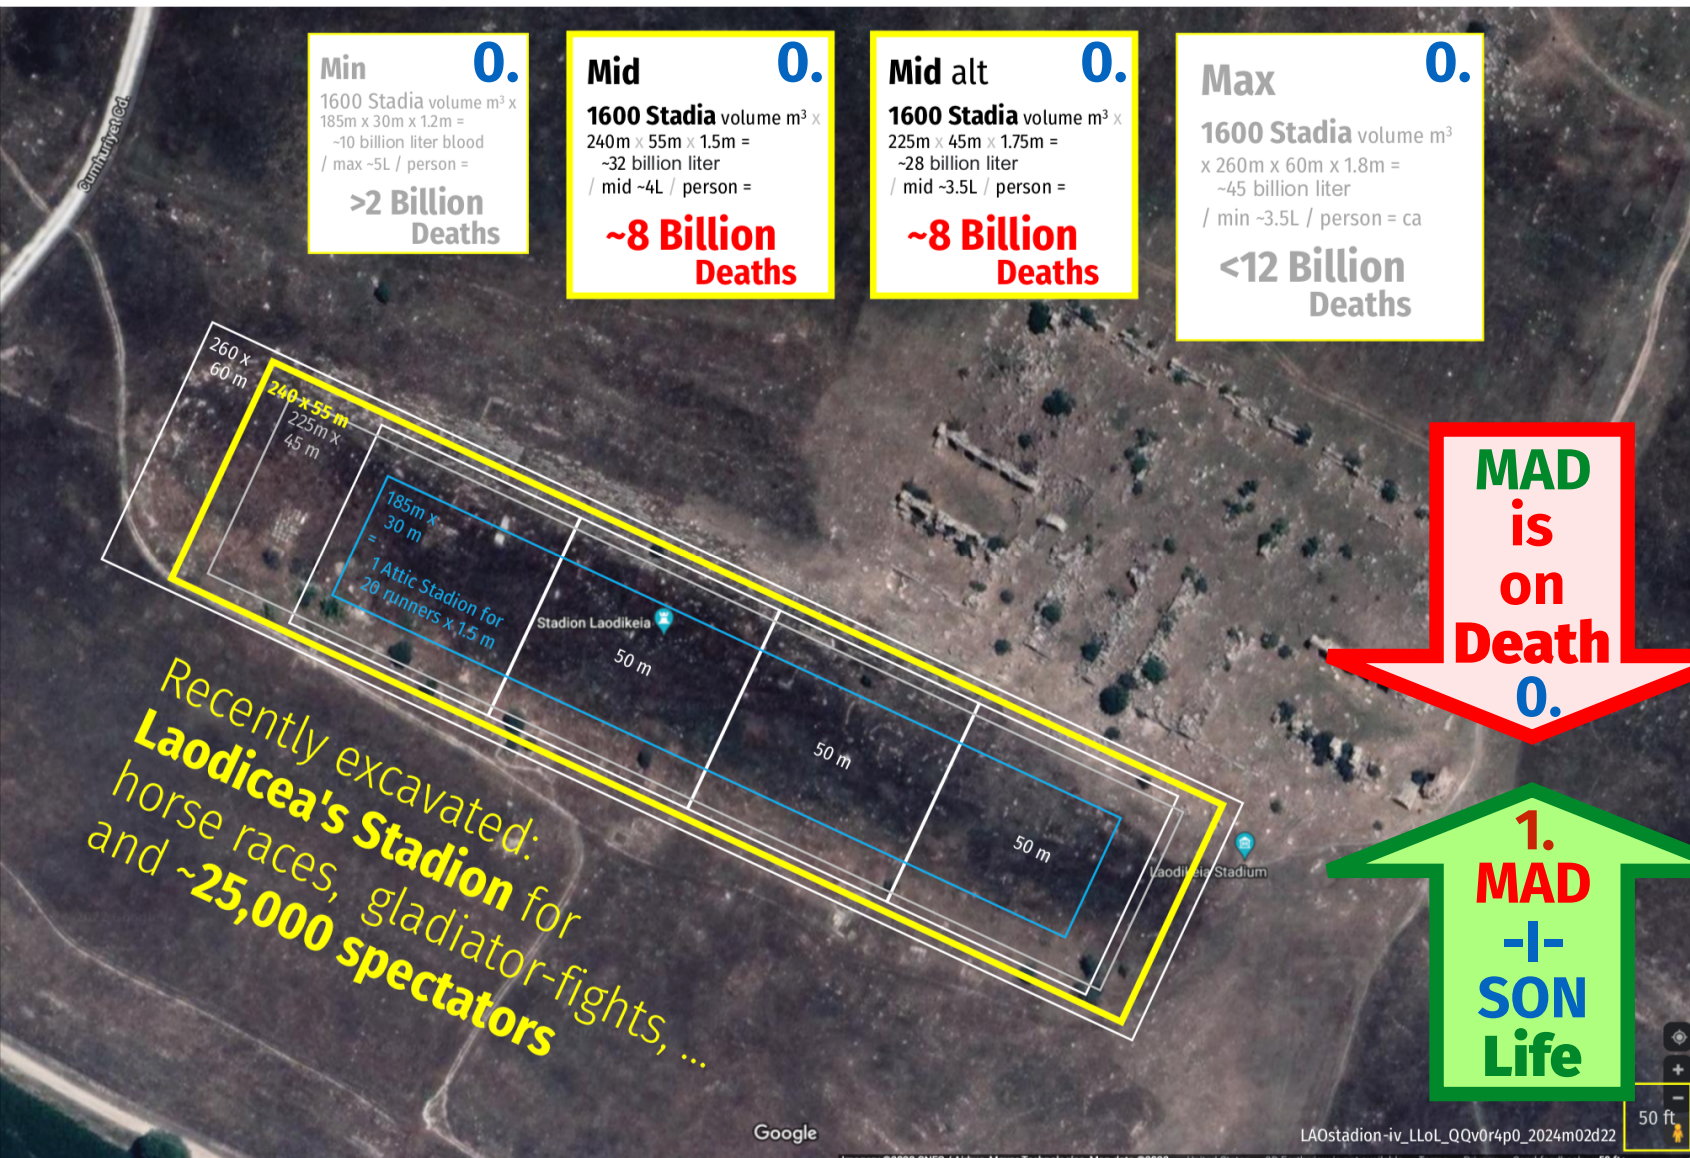 Min 0.
1600 Stadia volume m³ x
185m x 30m x 1.2m =
~10 billion liter blood
/ max ~5L / person =
>2 Billion
Deaths
Mid 0.
1600 Stadia volume m³ x
240m x 55m x 1.5m =
~32 billion liter
/ mid ~4L / person =
~8 Billion
Deaths
Mid alt 0.
1600 Stadia volume m³ x
225m x 45m x 1.75m =
~28 billion liter
/ mid ~3.5L / person =
~8 Billion
Deaths
Max 0.
1600 Stadia volume m³
x 260m x 60m x 1.8m =
~45 billion liter
/ min ~3.5L / person = ca
<12 Billion
Deaths
Cumhuriyet Cd.
260 x
60 m
240 x 55 m
225m x
45 m
185m x
30 m
=
1 Attic Stadion for
20 runners x 1.5 m
Stadion Laodikeia
50 m
50 m
50 m
Laodikeia Stadium
Recently excavated:
Laodicea's Stadion for
horse races, gladiator-fights, ...
and ~25,000 spectators
MAD
is
on
Death
0.
1.
MAD
-I-
SON
Life
50 ft
Google
LAOstadion-iv_LLoL_QQv0r4p0_2024m02d22